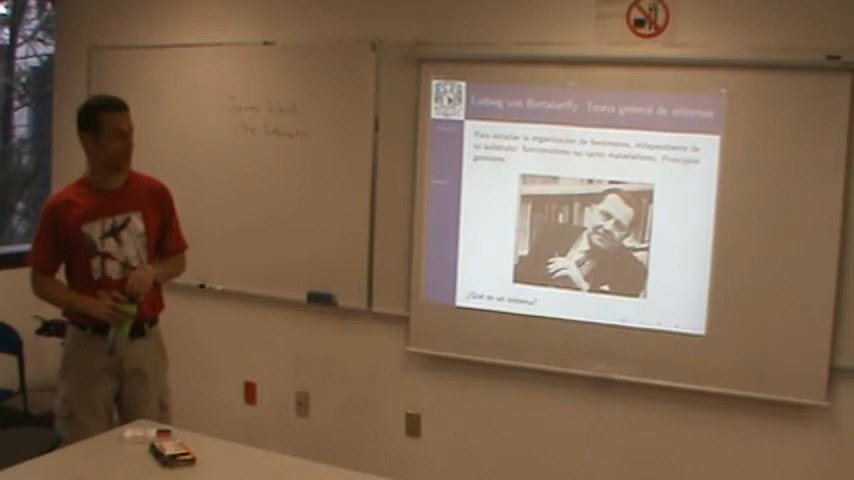 Ludwig von Bertalanffy: Teoría general de sistemas
Para estudiar la organización de fenómenos, independiente de
su substrato: funcionalismo no tanto materialismo. Principios
generales.
¿Qué es un sistema?